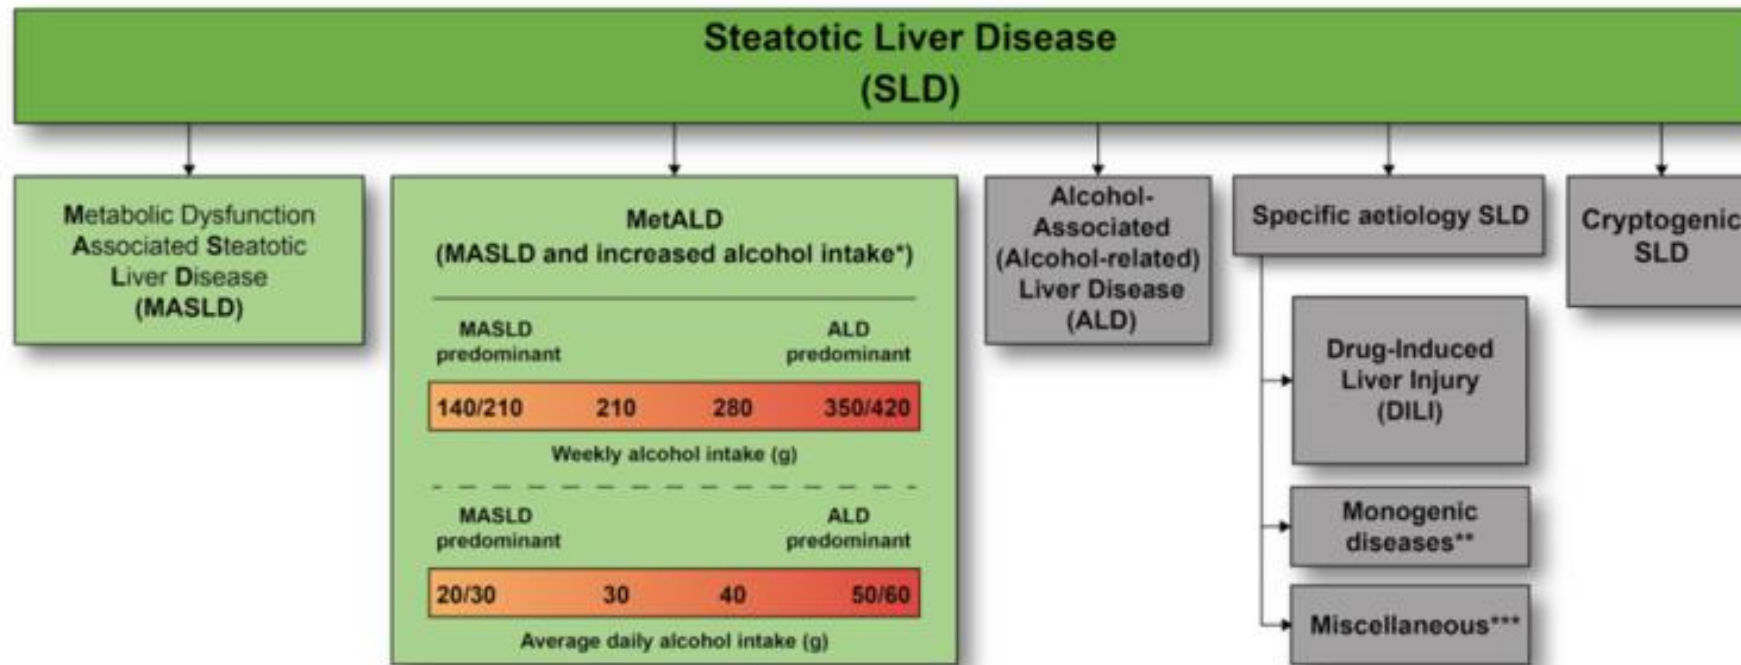 Steatotic Liver Disease
(SLD)
Metabolic Dysfunction
Associated Steatotic
Liver Disease
(MASLD)
MetALD
(MASLD and increased alcohol intake*)
MASLD
predominant
ALD
predominant
140/210 210 280 350/420
Weekly alcohol intake (g)
MASLD
predominant
ALD
predominant
20/30 30 40 50/60
Average daily alcohol intake (g)
Alcohol-
Associated
(Alcohol-related)
Liver Disease
(ALD)
Specific aetiology SLD
Drug-Induced
Liver Injury
(DILI)
Monogenic
diseases**
Miscellaneous***
Cryptogenic
SLD